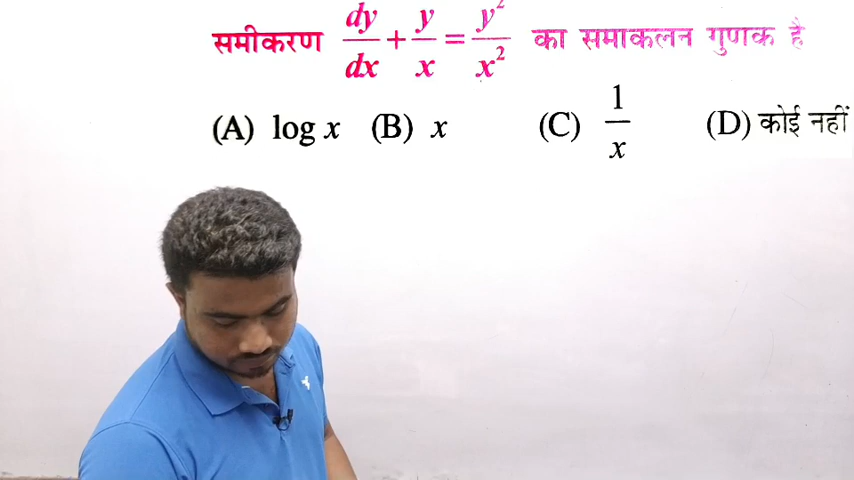 समीकरण dy/dx + y/x = y²/x² का समाकलन गुणक है
(A) log x (B) x (C) 1/x (D) कोई नहीं